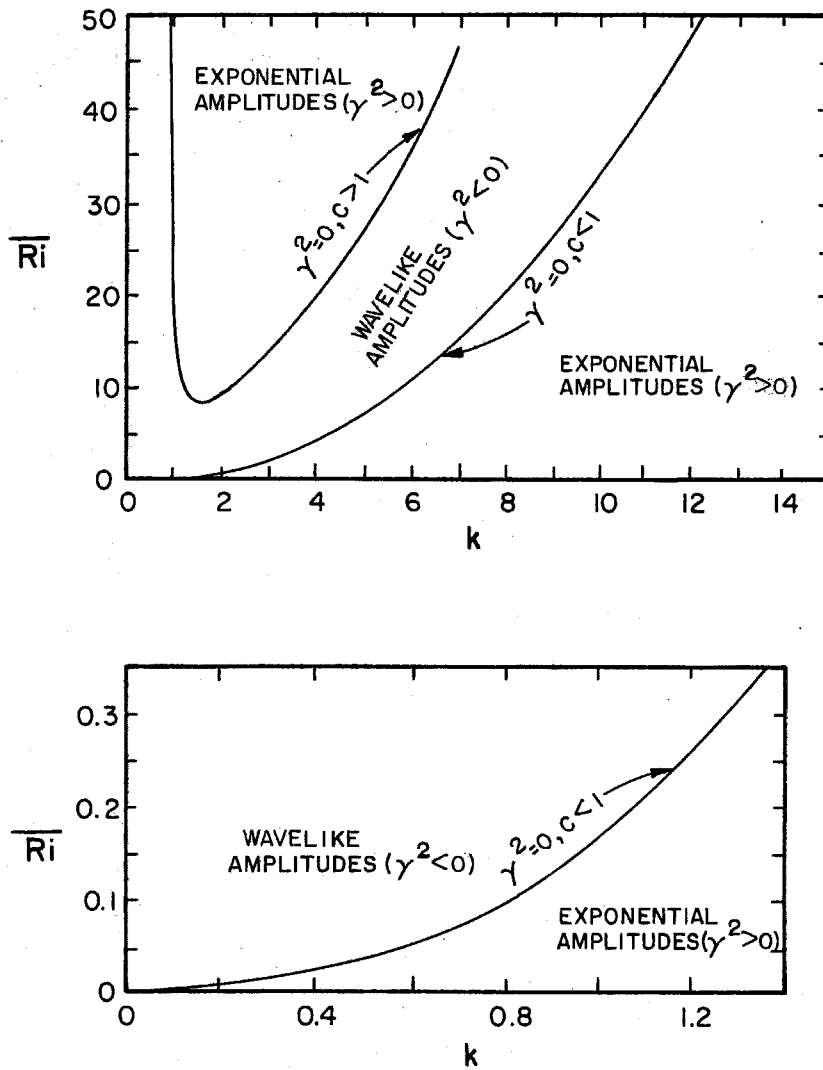 50
40
30
20
10
0
Ri
EXPONENTIAL
AMPLITUDES (γ²>0)
γ²=0, C>1
WAVELIKE
AMPLITUDES (γ²<0)
γ²=0, C<1
EXPONENTIAL
AMPLITUDES (γ²>0)
0 2 4 6 8 10 12 14
k
0.3
0.2
0.1
0
Ri
WAVELIKE
AMPLITUDES (γ²<0)
γ²=0, C<1
EXPONENTIAL
AMPLITUDES(γ²>0)
0 0.4 0.8 1.2
k